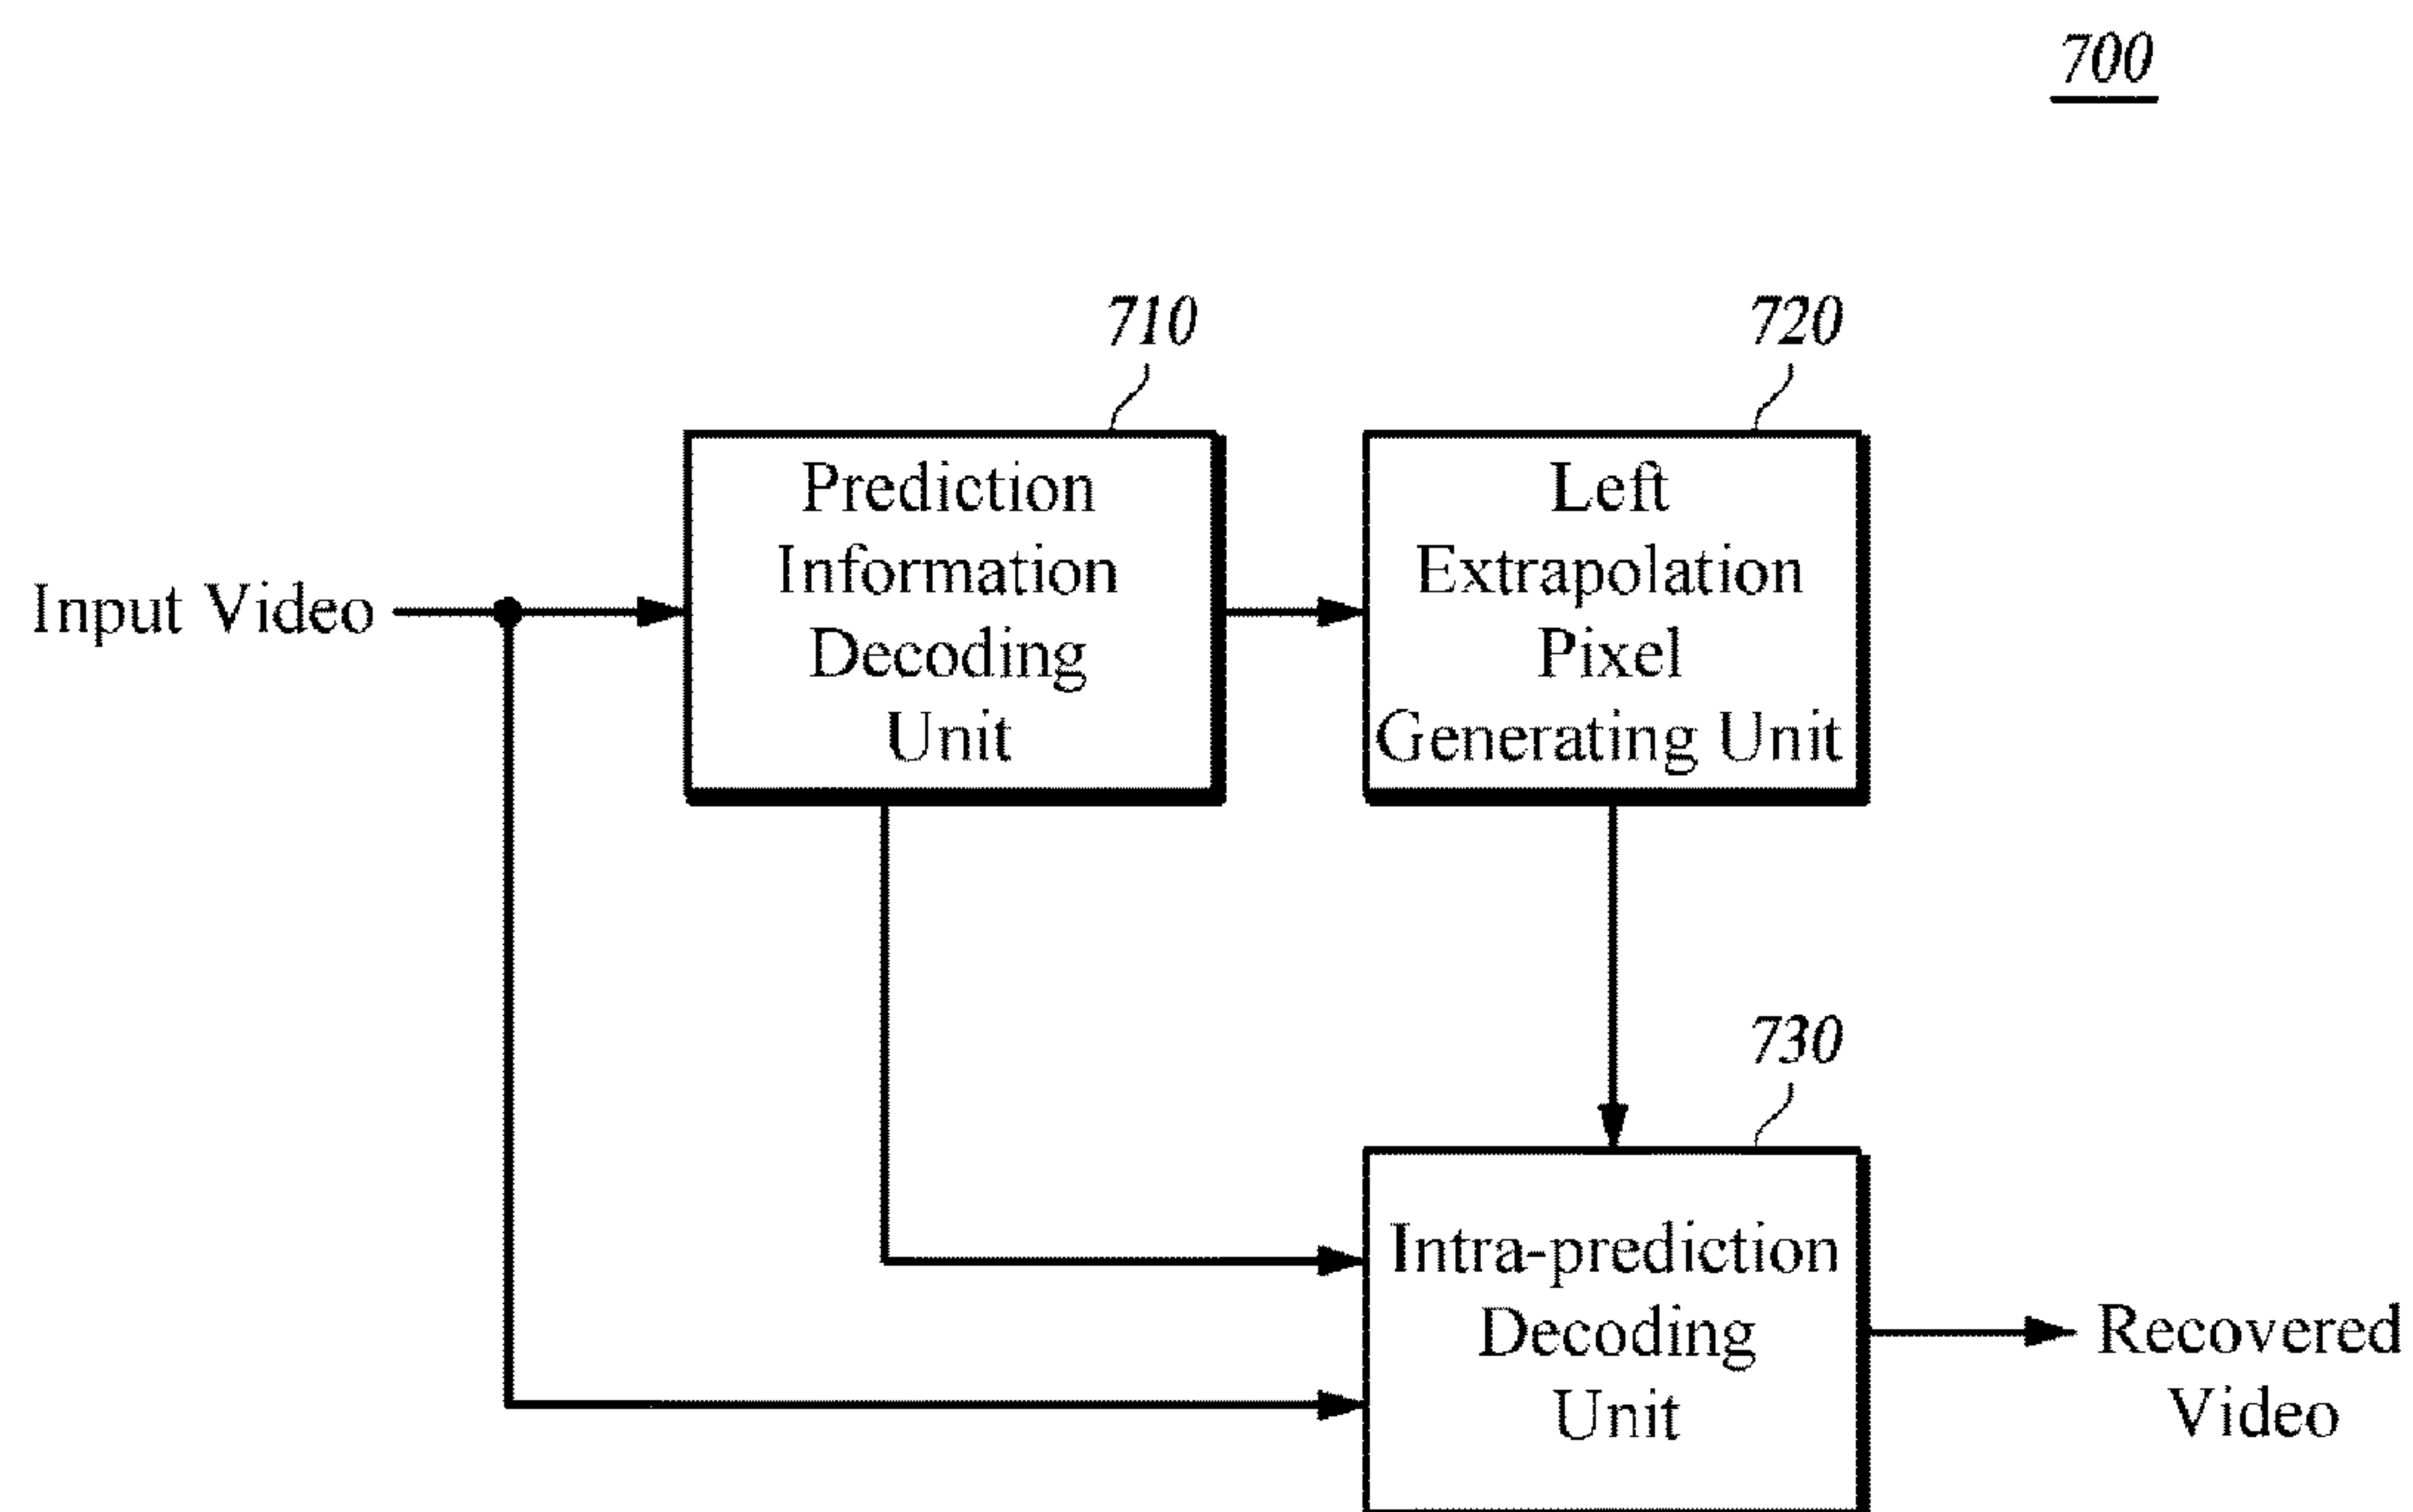 700
710
720
Prediction
Information
Decoding
Unit
Left
Extrapolation
Pixel
Generating Unit
Input Video
730
Intra-prediction
Decoding
Unit
Recovered
Video